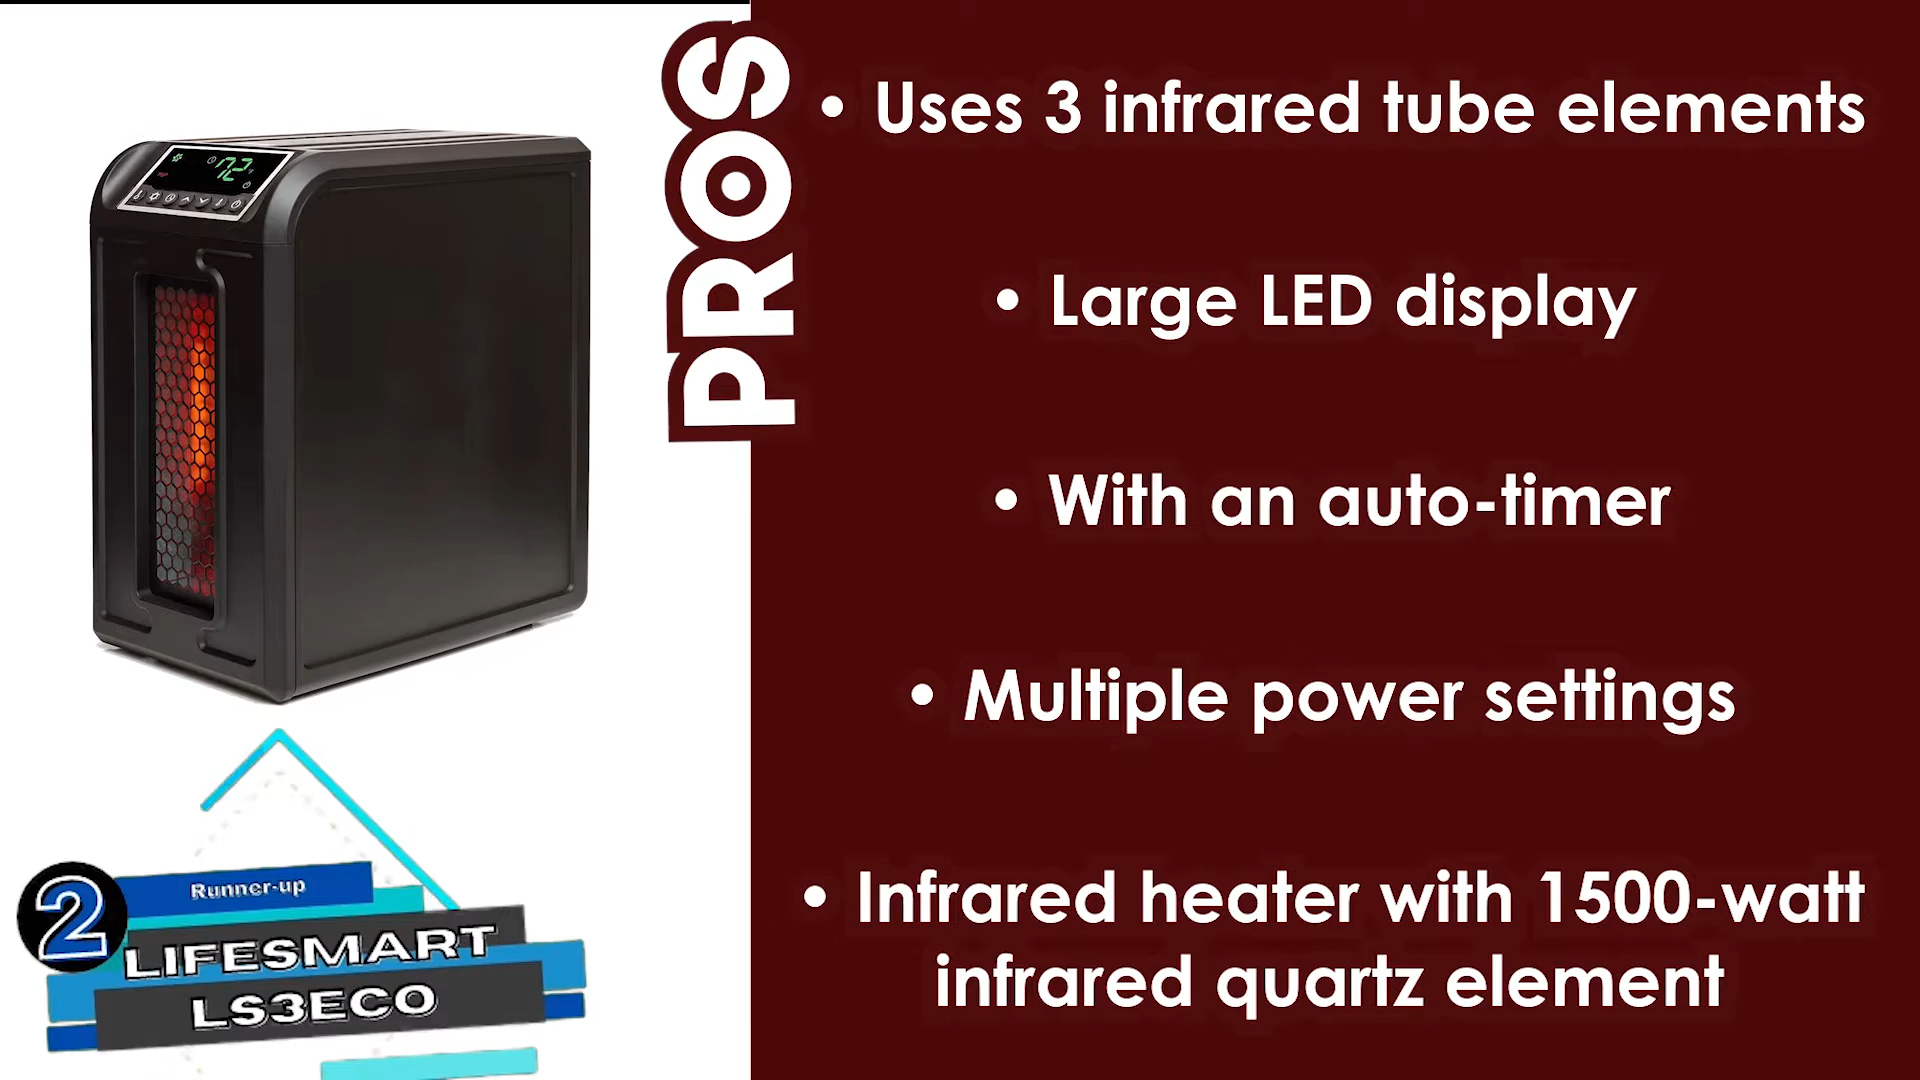 72
PROS
• Uses 3 infrared tube elements
• Large LED display
• With an auto-timer
• Multiple power settings
• Infrared heater with 1500-watt
infrared quartz element
2
Runner-up
LIFESMART
LS3ECO